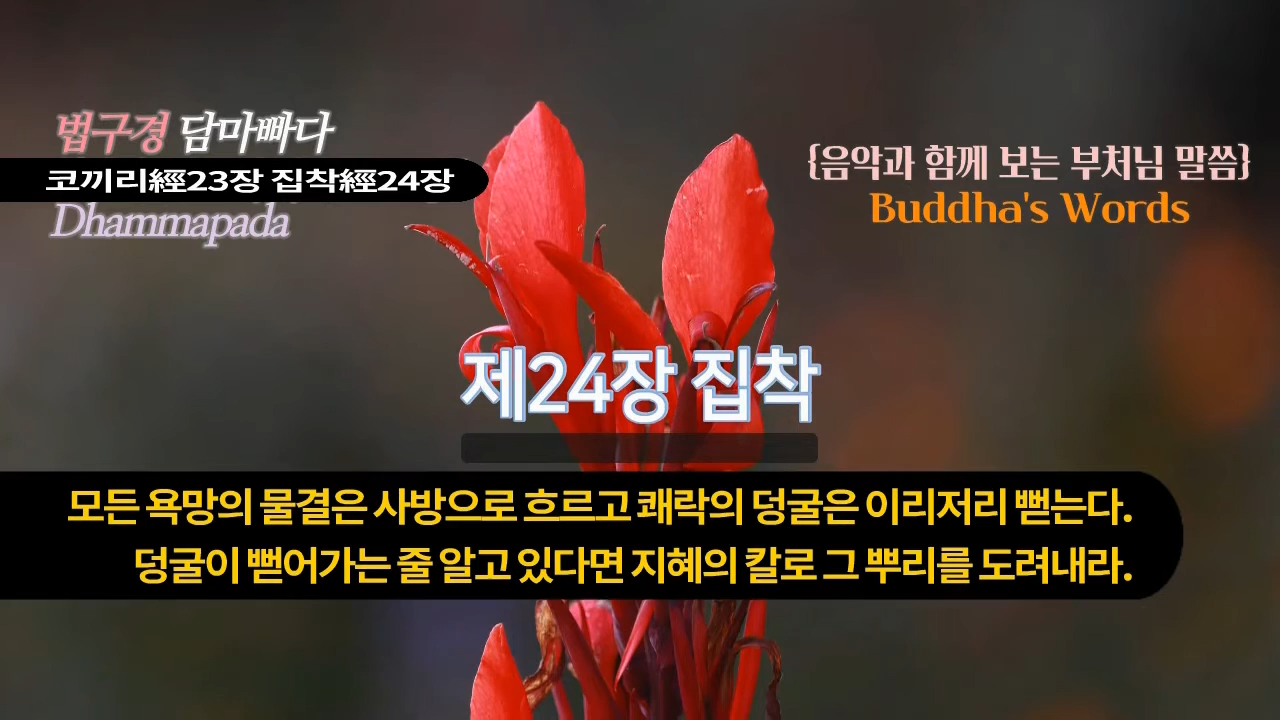 법구경 담마빠다
코끼리經23장 집착經24장
Dhammapada
{음악과 함께 보는 부처님 말씀}
Buddha's Words
제24장 집착
모든 욕망의 물결은 사방으로 흐르고 쾌락의 덩굴은 이리저리 뻗는다.
덩굴이 뻗어가는 줄 알고 있다면 지혜의 칼로 그 뿌리를 도려내라.